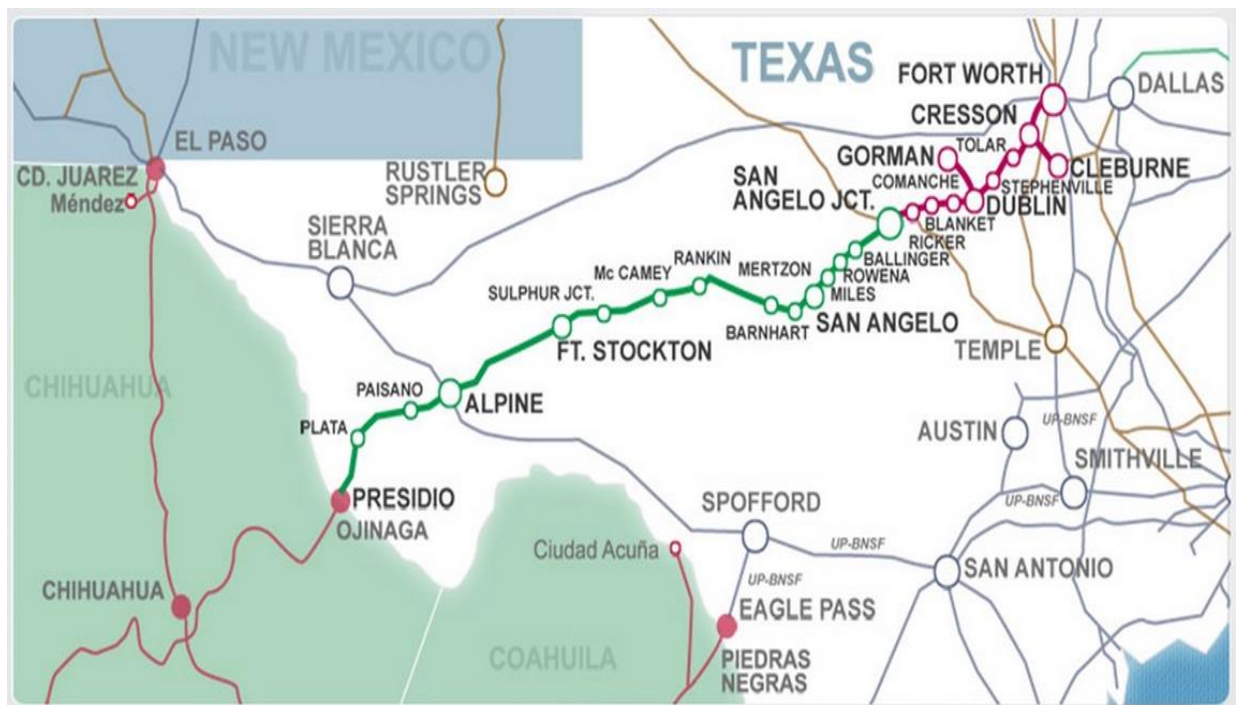 NEW MEXICO
TEXAS
FORT WORTH
DALLAS
CRESSON
EL PASO
TOLAR
GORMAN
CLEBURNE
RUSTLER
SPRINGS
CD. JUAREZ
Méndez
SAN
ANGELO JCT.
COMANCHE
STEPHENVILLE
DUBLIN
SIERRA
BLANCA
BLANKET
RICKER
BALLINGER
RANKIN
MERTZON
Mc CAMEY
ROWENA
SULPHUR JCT.
MILES
BARNHART
SAN ANGELO
FT. STOCKTON
TEMPLE
CHIHUAHUA
PAISANO
ALPINE
PLATA
AUSTIN
UP-BNSF
SMITHVILLE
PRESIDIO
OJINAGA
SPOFFORD
UP-BNSF
Ciudad Acuña
UP-BNSF
SAN ANTONIO
UP-BNSF
CHIHUAHUA
EAGLE PASS
COAHUILA
PIEDRAS
NEGRAS